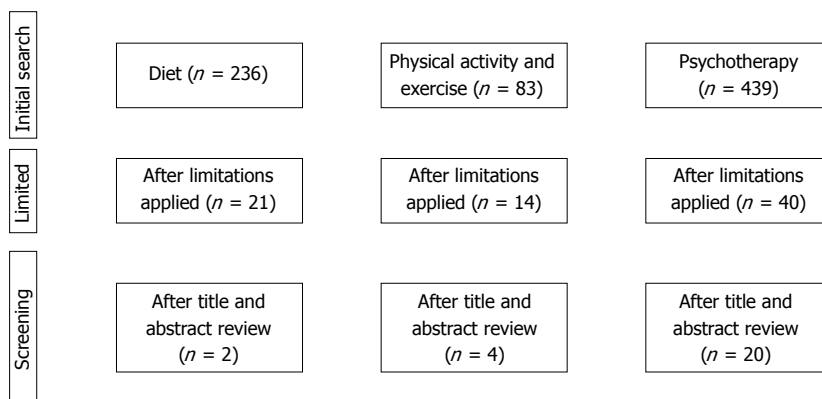 Initial search
Diet (n = 236)
Physical activity and
exercise (n = 83)
Psychotherapy
(n = 439)
Limited
After limitations
applied (n = 21)
After limitations
applied (n = 14)
After limitations
applied (n = 40)
Screening
After title and
abstract review
(n = 2)
After title and
abstract review
(n = 4)
After title and
abstract review
(n = 20)